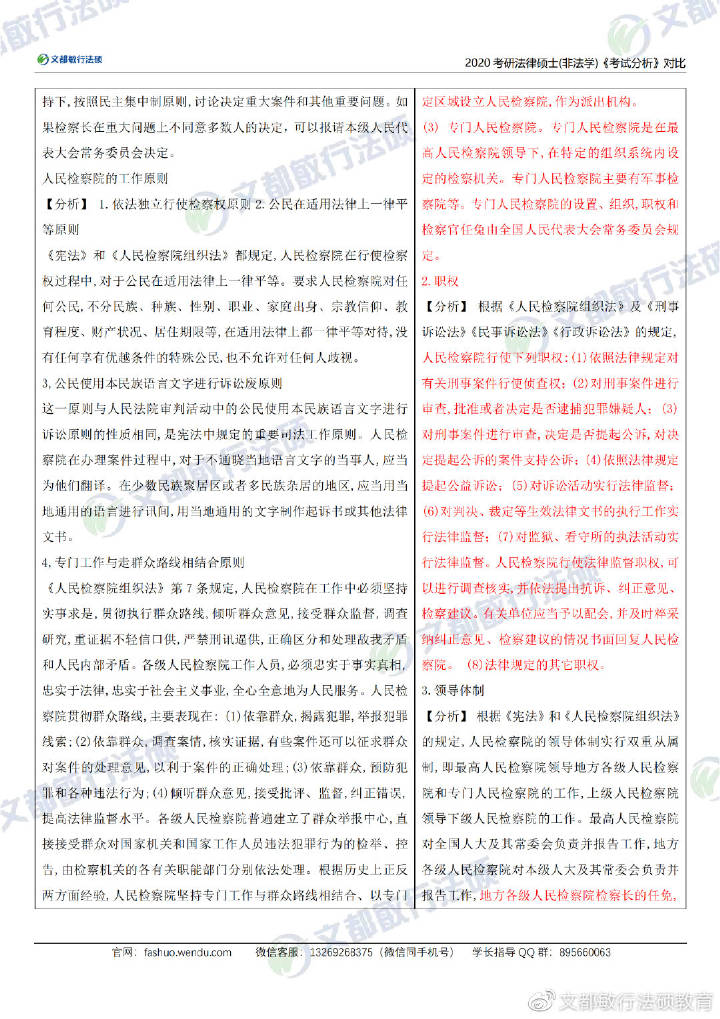 文都敏行法硕
2020考研法律硕士(非法学)《考试分析》对比
持下,按照民主集中制原则,讨论决定重大案件和其他重要问题。如
果检察长在重大问题上不同意多数人的决定，可以报请本级人民代
表大会常务委员会决定。
人民检察院的工作原则
【分析】 1.依法独立行使检察权原则 2.公民在适用法律上一律平
等原则
《宪法》和《人民检察院组织法》都规定,人民检察院在行使检察
权过程中,对于公民在适用法律上一律平等。要求人民检察院对任
何公民,不分民族、种族、性别、职业、家庭出身、宗教信仰、教
育程度、财产状况、居住期限等,在适用法律上都一律平等对待,没
有任何享有优越条件的特殊公民,也不允许对任何人歧视。
3.公民使用本民族语言文字进行诉讼废原则
这一原则与人民法院审判活动中的公民使用本民族语言文字进行
诉讼原则的性质相同,是宪法中规定的重要司法工作原则。人民检
察院在办理案件过程中,对于不通晓当地语言文字的当事人,应当
为他们翻译。在少数民族聚居区或者多民族杂居的地区,应当用当
地通用的语言进行讯问,用当地通用的文字制作起诉书或其他法律
文书。
4.专门工作与走群众路线相结合原则
《人民检察院组织法》第7条规定,人民检察院在工作中必须坚持
实事求是,贯彻执行群众路线,倾听群众意见,接受群众监督,调查
研究,重证据不轻信口供,严禁刑讯逼供,正确区分和处理敌我矛盾
和人民内部矛盾。各级人民检察院工作人员,必须忠实于事实真相,
忠实于法律,忠实于社会主义事业,全心全意地为人民服务。人民检
察院贯彻群众路线,主要表现在：(1)依靠群众,揭露犯罪,举报犯罪
线索;(2)依靠群众,调查案情,核实证据,有些案件还可以征求群众
对案件的处理意见,以利于案件的正确处理;(3)依靠群众,预防犯
罪和各种违法行为;(4)倾听群众意见,接受批评、监督,纠正错误,
提高法律监督水平。各级人民检察院普遍建立了群众举报中心,直
接接受群众对国家机关和国家工作人员违法犯罪行为的检举、控
告,由检察机关的各有关职能部门分别依法处理。根据历史上正反
两方面经验,人民检察院坚持专门工作与群众路线相结合、以专门
定区域设立人民检察院,作为派出机构。
(3) 专门人民检察院。专门人民检察院是在最
高人民检察院领导下,在特定的组织系统内设
定的检察机关。专门人民检察院主要有军事检
察院等。专门人民检察院的设置、组织,职权和
检察官任免由全国人民代表大会常务委员会规
定。
2.职权
【分析】 根据《人民检察院组织法》及《刑事
诉讼法》《民事诉讼法》《行政诉讼法》的规定,
人民检察院行使下列职权:(1)依照法律规定对
有关刑事案件行使侦查权；(2)对刑事案件进行
审查,批准或者决定是否逮捕犯罪嫌疑人；(3)
对刑事案件进行审查,决定是否提起公诉,对决
定提起公诉的案件支持公诉；(4)依照法律规定
提起公益诉讼；(5)对诉讼活动实行法律监督；
(6)对判决、裁定等生效法律文书的执行工作实
行法律监督；(7)对监狱、看守所的执法活动实
行法律监督。人民检察院行使法律监督职权,可
以进行调查核实,并依法提出抗诉、纠正意见、
检察建议。有关单位应当予以配合,并及时将采
纳纠正意见、检察建议的情况书面回复人民检
察院。 (8)法律规定的其它职权。
3.领导体制
【分析】 根据《宪法》和《人民检察院组织法》
的规定,人民检察院的领导体制实行双重从属
制,即最高人民检察院领导地方各级人民检察院
和专门人民检察院的工作,上级人民检察院
领导下级人民检察院的工作。最高人民检察院
对全国人大及其常委会负责并报告工作,地方
各级人民检察院对本级人大及其常委会负责并
报告工作,地方各级人民检察院检察长的任免,
官网：fashuo.wendu.com 微信客服：13269268375（微信同手机号） 学长指导QQ群：895660063
文都敏行法硕教育